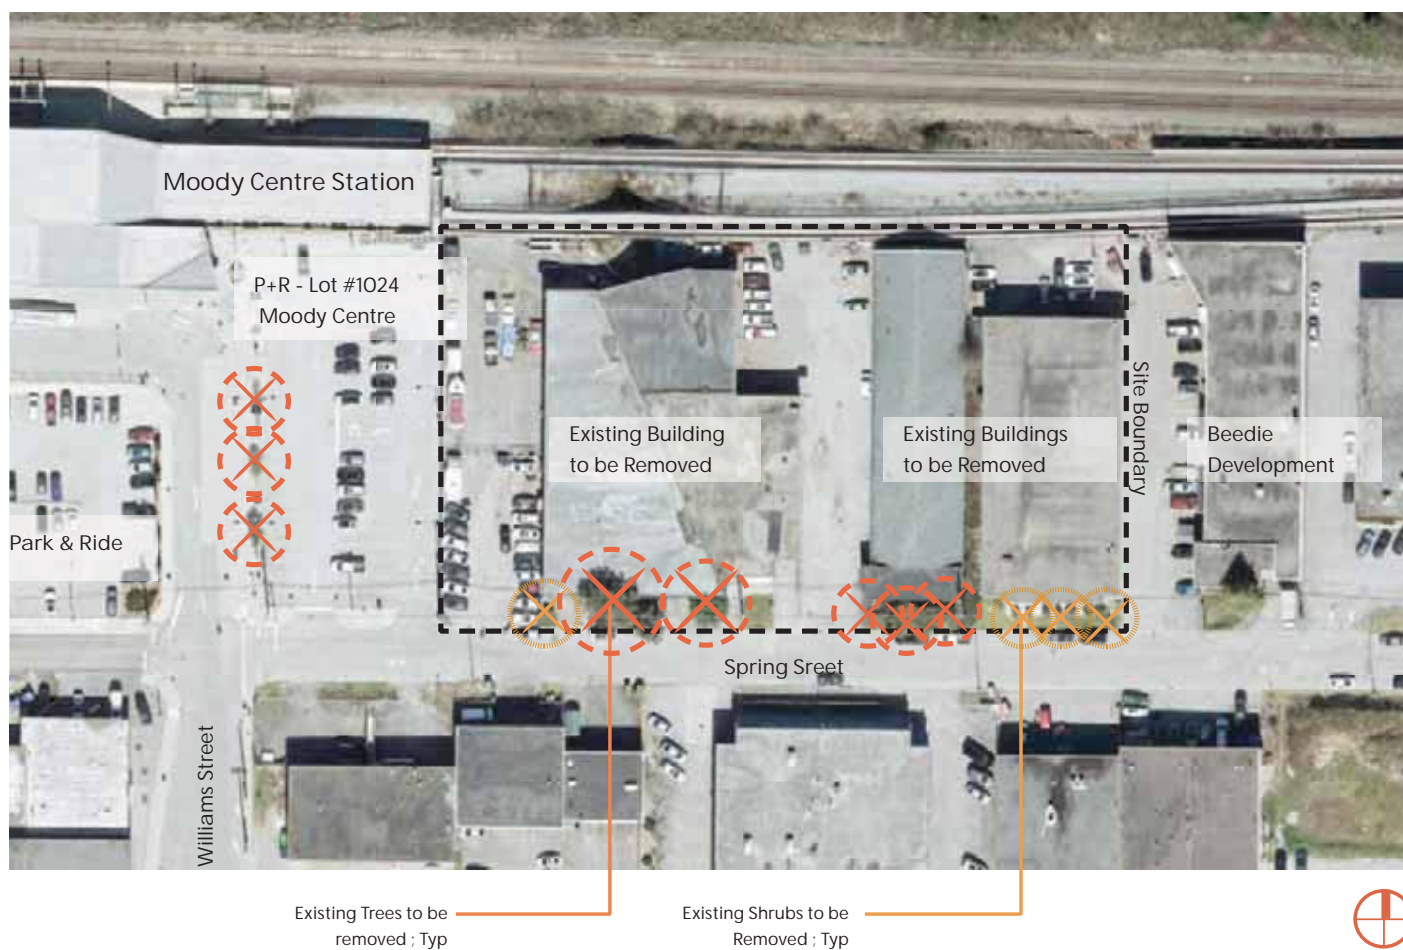 Moody Centre Station
P+R - Lot #1024
Moody Centre
Existing Building
to be Removed
Existing Buildings
to be Removed
Site Boundary
Beedie
Development
Park & Ride
Spring Sreet
Williams Street
Existing Trees to be
removed ; Typ
Existing Shrubs to be
Removed ; Typ